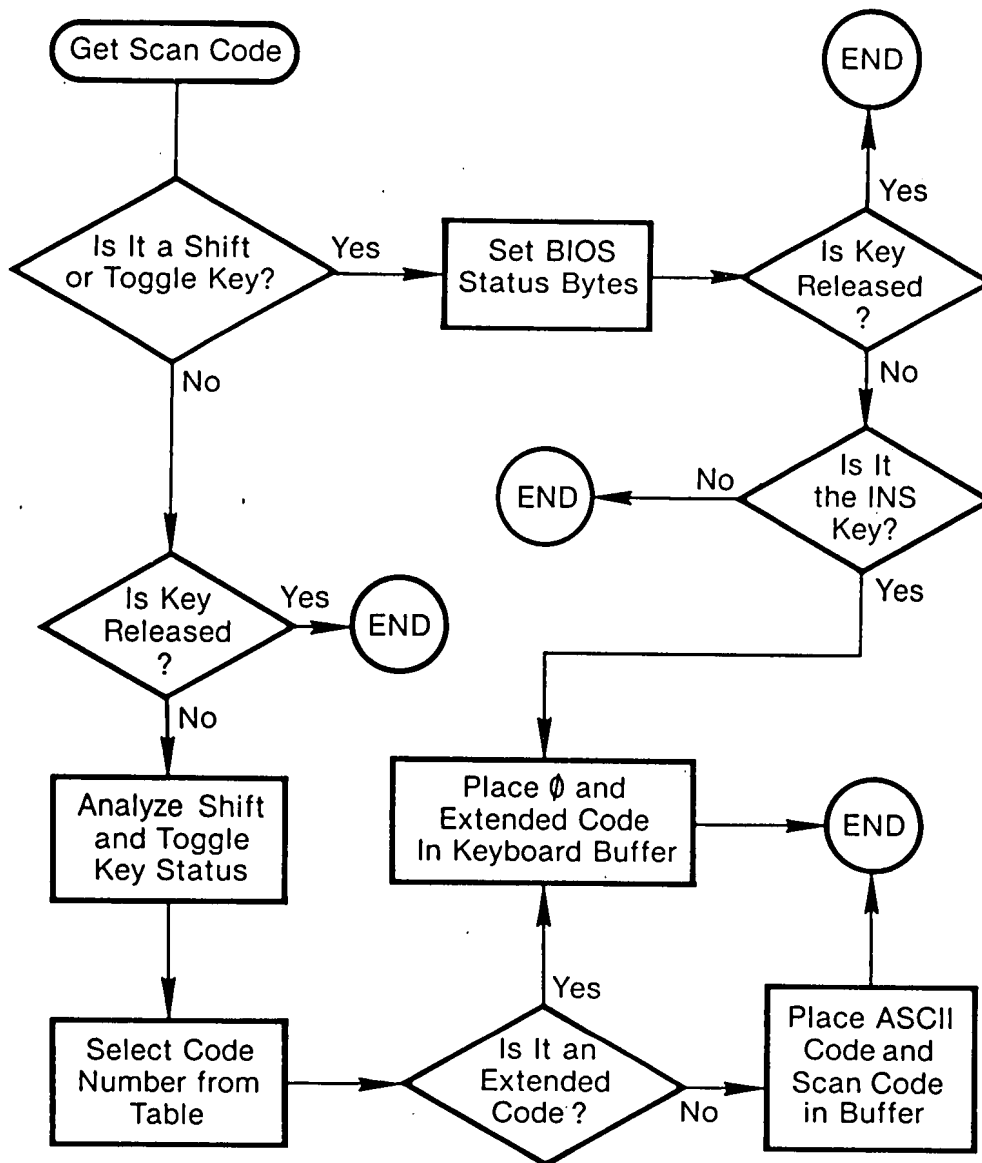 Get Scan Code
END
Yes
Is It a Shift
or Toggle Key?
Yes
Set BIOS
Status Bytes
Is Key
Released
?
No
No
Is It
the INS
Key?
No
END
Yes
Is Key
Released
?
Yes
END
No
Analyze Shift
and Toggle
Key Status
Place ∅ and
Extended Code
In Keyboard Buffer
END
Yes
Select Code
Number from
Table
Is It an
Extended
Code?
No
Place ASCII
Code and
Scan Code
in Buffer